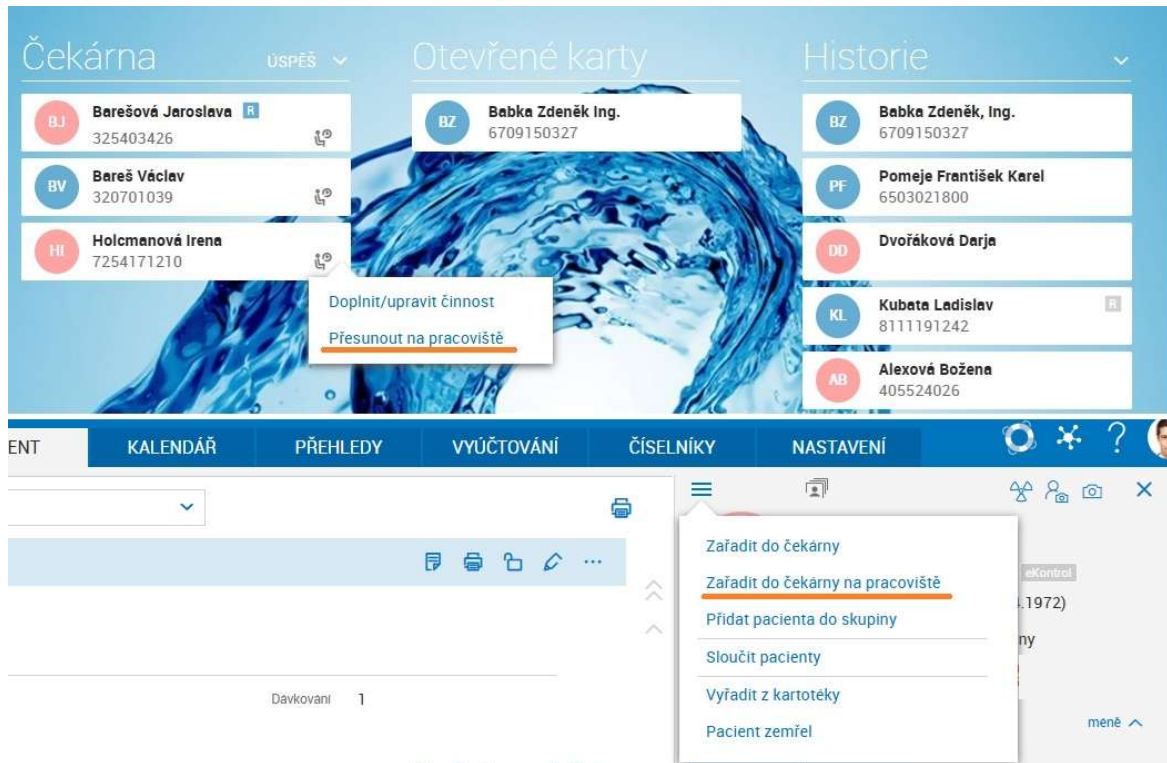 Čekárna
ÚSPĚŠ
Otevřené karty
Historie
BJ
Barešová Jaroslava R
325403426
BV
Bareš Václav
320701039
HI
Holcmanová Irena
7254171210
Doplnit/upravit činnost
Přesunout na pracoviště
BZ
Babka Zdeněk Ing.
6709150327
BZ
Babka Zdeněk, Ing.
6709150327
PF
Pomeje František Karel
6503021800
DD
Dvořáková Darja
KL
Kubata Ladislav R
8111191242
AB
Alexová Božena
405524026
ENT KALENDÁŘ PŘEHLEDY VYÚČTOVÁNÍ ČÍSELNÍKY NASTAVENÍ ?
Zařadit do čekárny
Zařadit do čekárny na pracoviště
Přidat pacienta do skupiny
Sloučit pacienty
Vyřadit z kartotéky
Pacient zemřel
eKontrol
.1972)
ny
méně
Dávkování 1